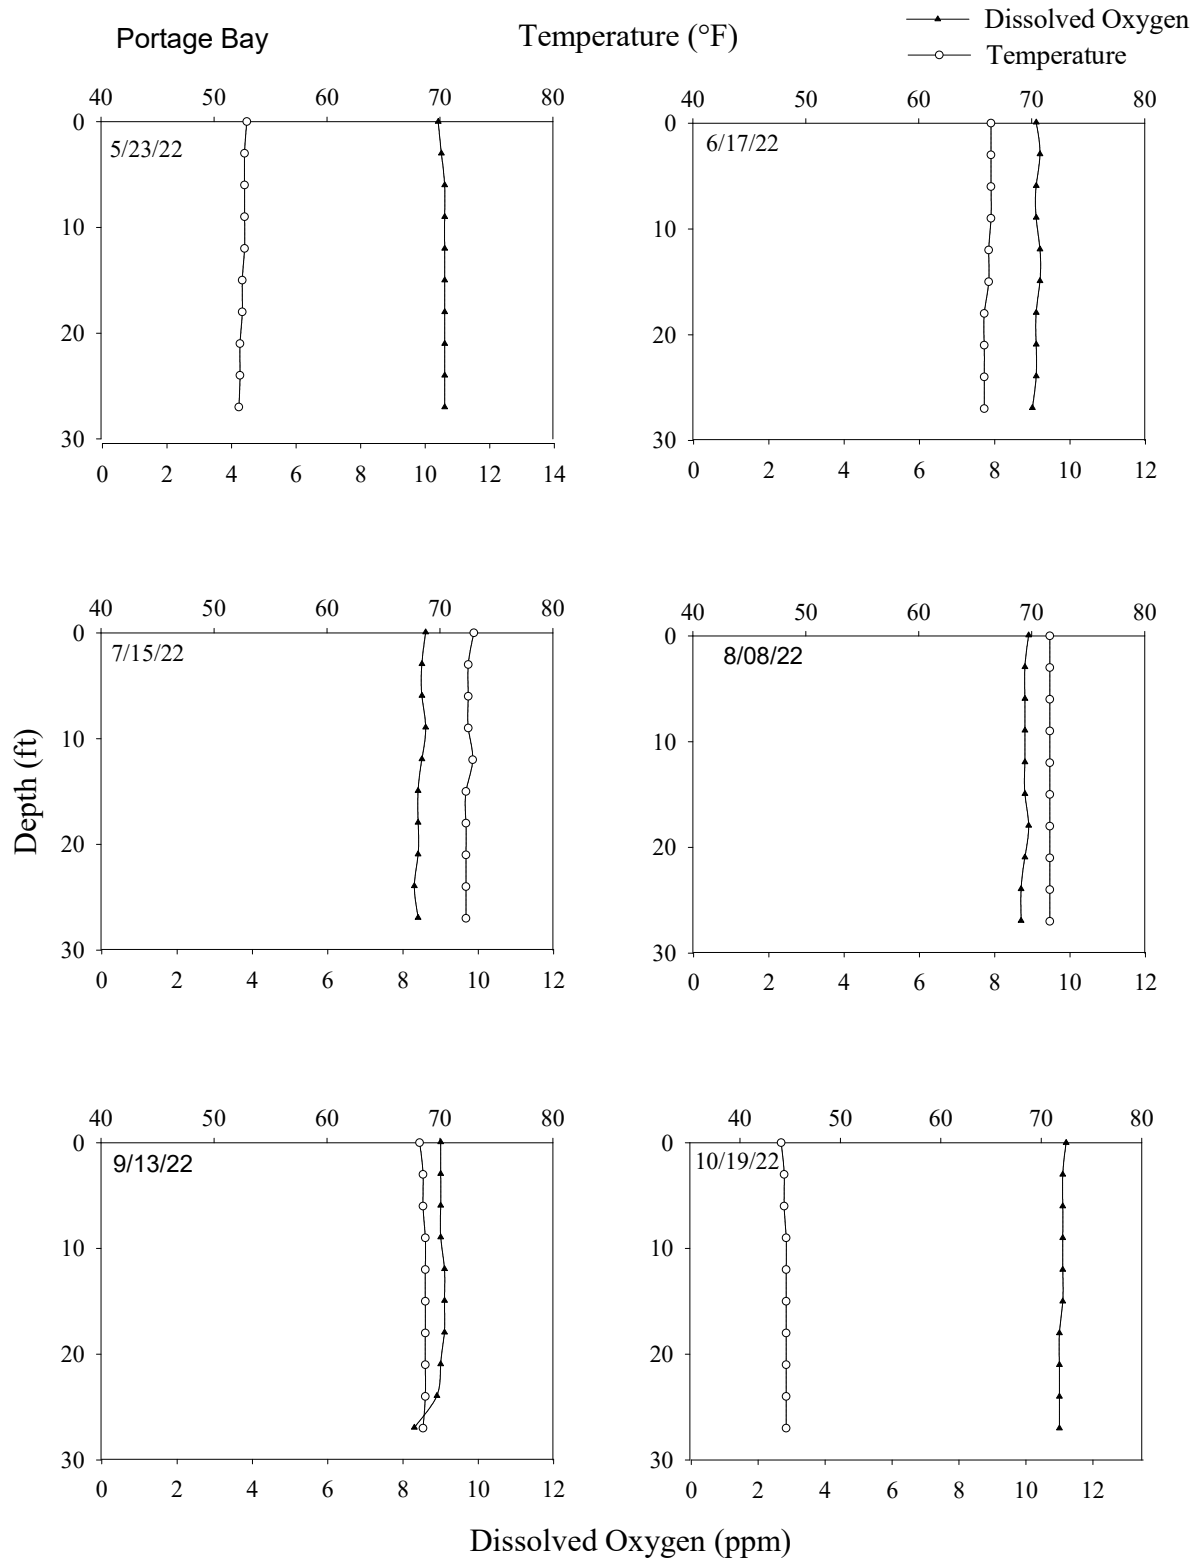 Portage Bay
Temperature (°F)
Dissolved Oxygen
Temperature
40 50 60 70 80
40 50 60 70 80
5/23/22
6/17/22
0
10
20
30
0
10
20
30
0 2 4 6 8 10 12 14
0 2 4 6 8 10 12
40 50 60 70 80
40 50 60 70 80
7/15/22
8/08/22
Depth (ft)
0
10
20
30
0
10
20
30
0 2 4 6 8 10 12
0 2 4 6 8 10 12
40 50 60 70 80
40 50 60 70 80
9/13/22
10/19/22
0
10
20
30
0
10
20
30
0 2 4 6 8 10 12
0 2 4 6 8 10 12
Dissolved Oxygen (ppm)